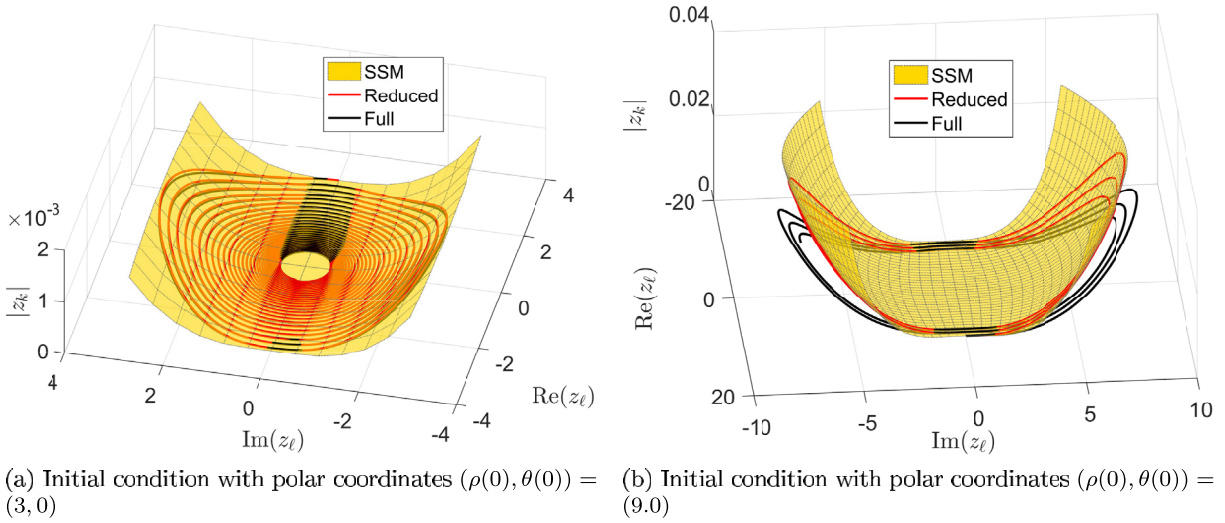 SSM
Reduced
Full
×10⁻³
2
1
0
|z_k|
4
2
0
-2
-4
Im(z_ℓ)
4
2
0
-2
-4
Re(z_ℓ)
(a) Initial condition with polar coordinates (ρ(0), θ(0)) =
(3, 0)
0.04
0.02
0
|z_k|
SSM
Reduced
Full
-20
0
20
Re(z_ℓ)
-10
-5
0
5
10
Im(z_ℓ)
(b) Initial condition with polar coordinates (ρ(0), θ(0)) =
(9.0)